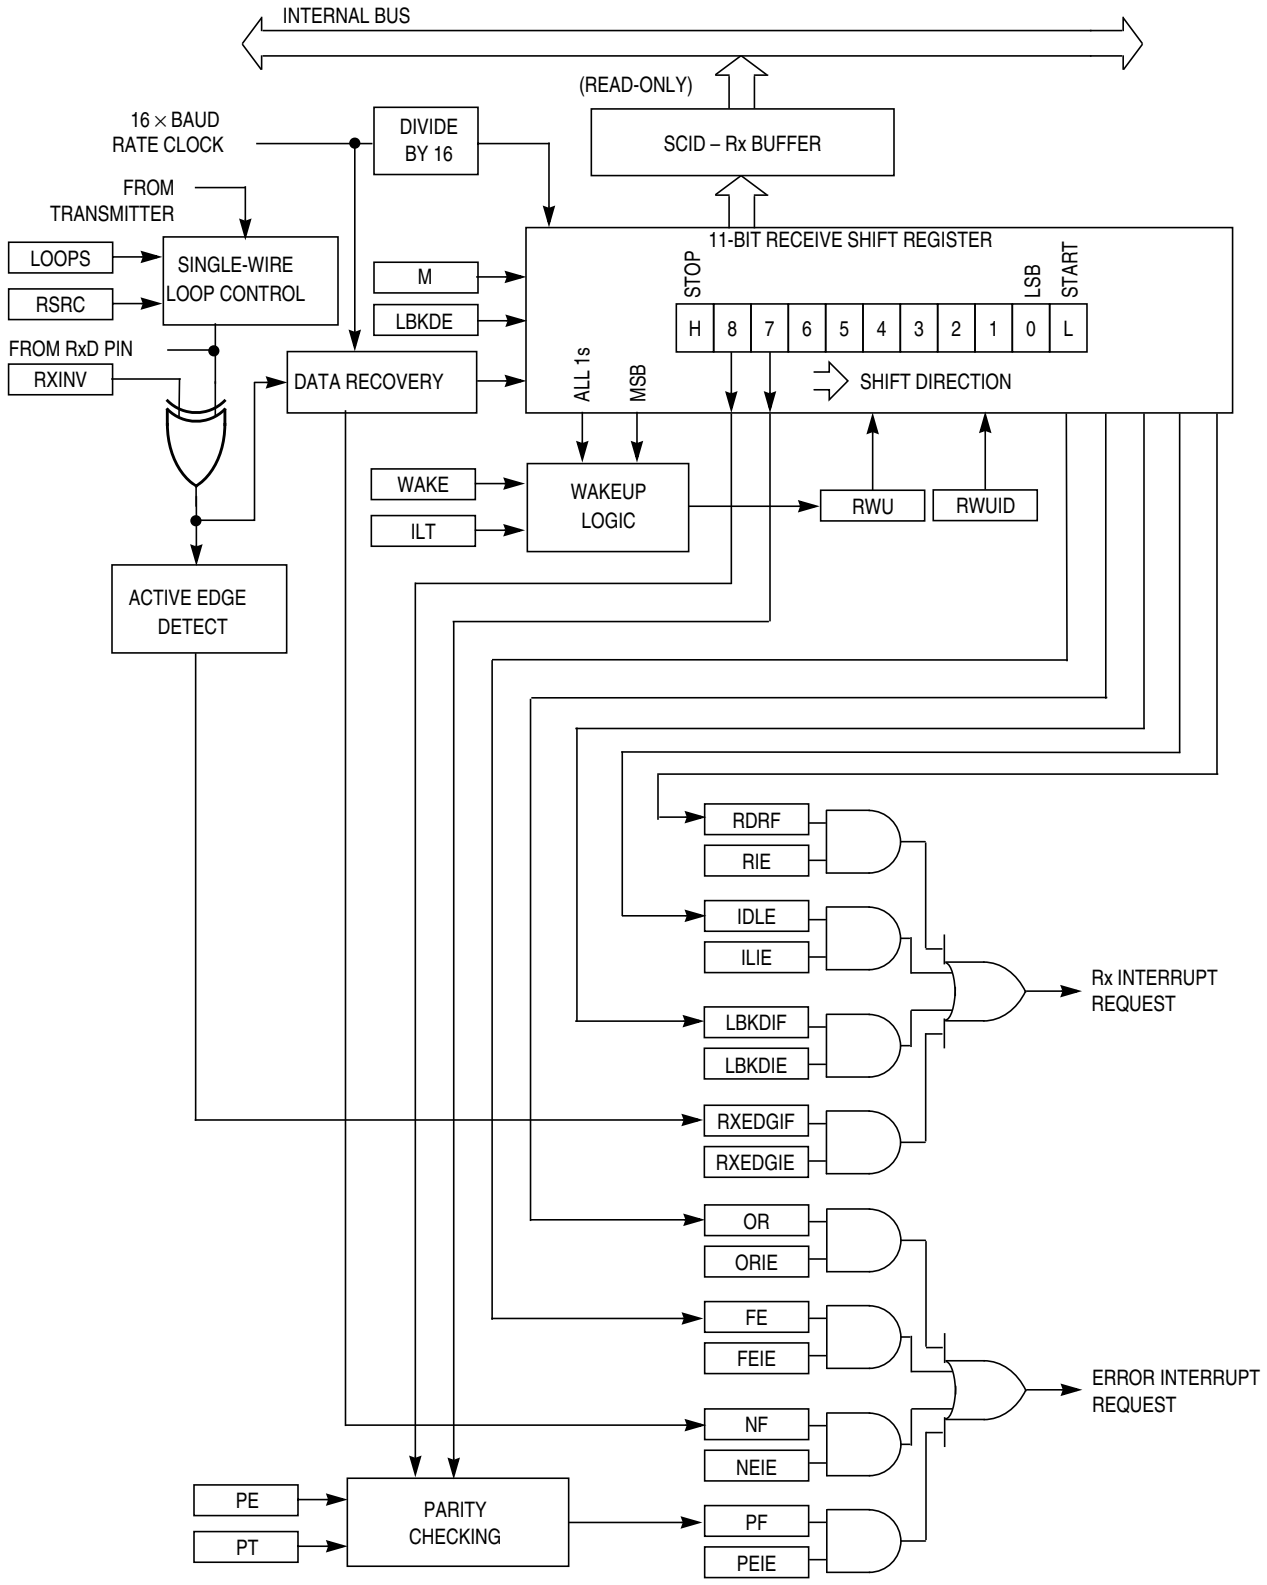 INTERNAL BUS
(READ-ONLY)
16 × BAUD
RATE CLOCK
DIVIDE
BY 16
SCID – Rx BUFFER
FROM
TRANSMITTER
11-BIT RECEIVE SHIFT REGISTER
LOOPS
SINGLE-WIRE
LOOP CONTROL
RSRC
M
LBKDE
STOP
LSB
START
H 8 7 6 5 4 3 2 1 0 L
FROM RxD PIN
RXINV
DATA RECOVERY
ALL 1s
MSB
SHIFT DIRECTION
WAKE
ILT
WAKEUP
LOGIC
RWU
RWUID
ACTIVE EDGE
DETECT
RDRF
RIE
IDLE
ILIE
Rx INTERRUPT
REQUEST
LBKDIF
LBKDIE
RXEDGIF
RXEDGIE
OR
ORIE
FE
FEIE
ERROR INTERRUPT
REQUEST
NF
NEIE
PE
PT
PARITY
CHECKING
PF
PEIE